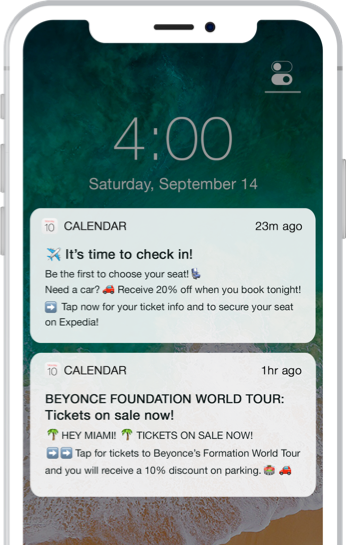 4:00
Saturday, September 14
10 CALENDAR 23m ago
✈️ It's time to check in!
Be the first to choose your seat! 💺
Need a car? 🚗 Receive 20% off when you book tonight!
➡️ Tap now for your ticket info and to secure your seat
on Expedia!
10 CALENDAR 1hr ago
BEYONCE FOUNDATION WORLD TOUR:
Tickets on sale now!
🌴 HEY MIAMI! 🌴 TICKETS ON SALE NOW!
➡️➡️ Tap for tickets to Beyonce's Formation World Tour
and you will receive a 10% discount on parking. 🚗